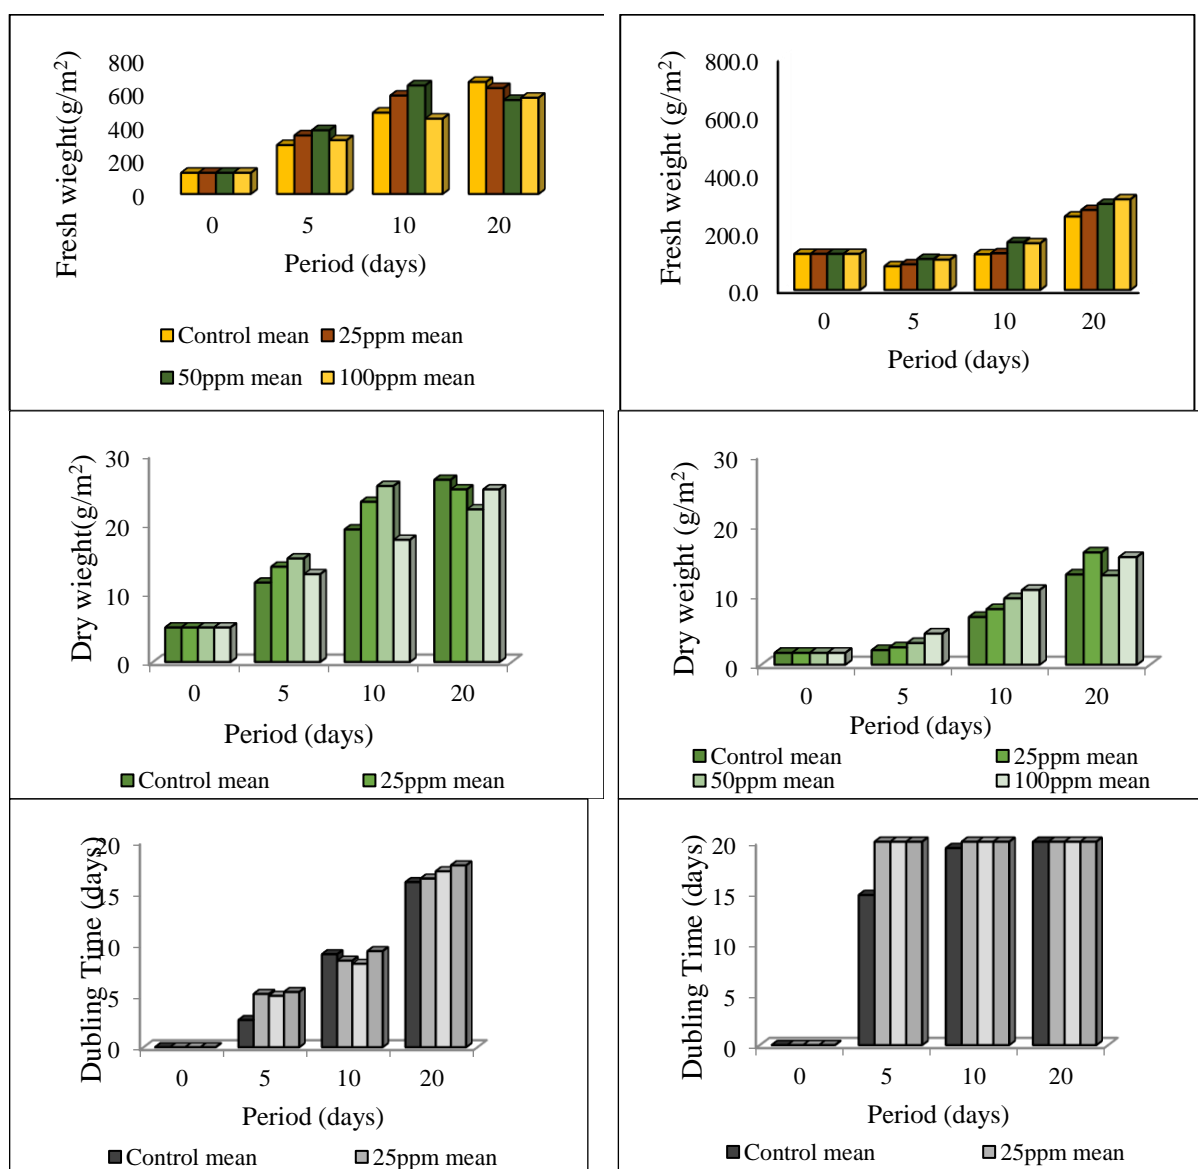 800
600
400
200
0
Fresh wieght(g/m²)
0 5 10 20
Period (days)
Control mean 25ppm mean
50ppm mean 100ppm mean
800.0
600.0
400.0
200.0
0.0
Fresh weight (g/m²)
0 5 10 20
Period (days)
30
20
10
0
Dry wieght(g/m²)
0 5 10 20
Period (days)
Control mean 25ppm mean
30
20
10
0
Dry weight (g/m²)
0 5 10 20
Period (days)
Control mean 25ppm mean
50ppm mean 100ppm mean
20
15
10
5
0
Dubling Time (days)
0 5 10 20
Period (days)
Control mean 25ppm mean
20
15
10
5
0
Dubling Time (days)
0 5 10 20
Period (days)
Control mean 25ppm mean